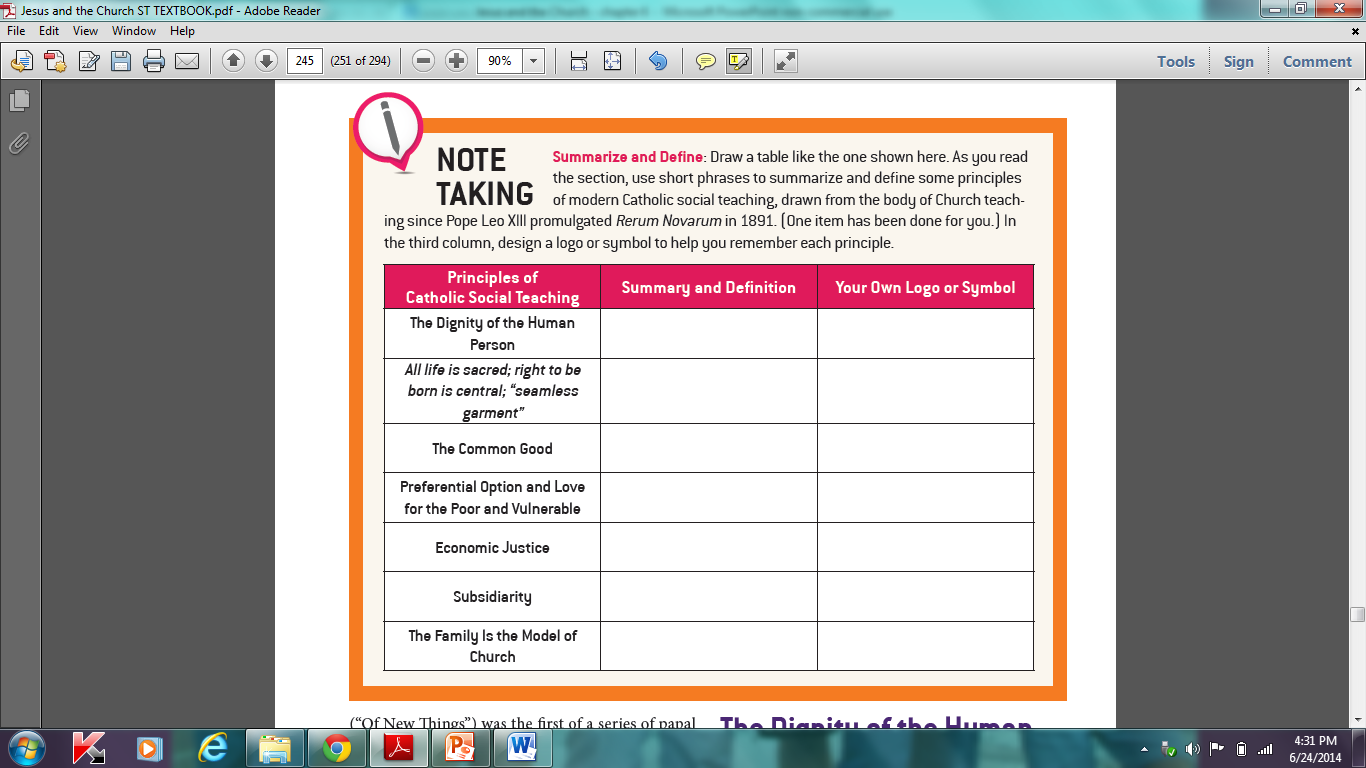 Jesus and the Church ST TEXTBOOK.pdf - Adobe Reader
File Edit View Window Help
245 (251 of 294) 90% Tools Sign Comment
NOTE
TAKING
Summarize and Define: Draw a table like the one shown here. As you read
the section, use short phrases to summarize and define some principles
of modern Catholic social teaching, drawn from the body of Church teach-
ing since Pope Leo XIII promulgated Rerum Novarum in 1891. (One item has been done for you.) In
the third column, design a logo or symbol to help you remember each principle.
Principles of
Catholic Social Teaching
Summary and Definition
Your Own Logo or Symbol
The Dignity of the Human
Person
All life is sacred; right to be
born is central; “seamless
garment”
The Common Good
Preferential Option and Love
for the Poor and Vulnerable
Economic Justice
Subsidiarity
The Family Is the Model of
Church
(“Of New Things”) was the first of a series of papal
The Dignity of the Human
4:31 PM
6/24/2014